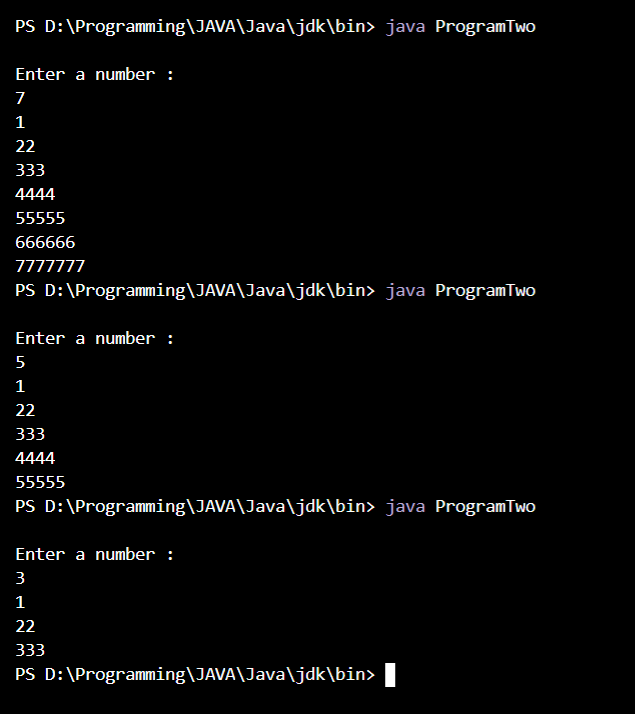 PS D:\Programming\JAVA\Java\jdk\bin> java ProgramTwo
Enter a number :
7
1
22
333
4444
55555
666666
7777777
PS D:\Programming\JAVA\Java\jdk\bin> java ProgramTwo
Enter a number :
5
1
22
333
4444
55555
PS D:\Programming\JAVA\Java\jdk\bin> java ProgramTwo
Enter a number :
3
1
22
333
PS D:\Programming\JAVA\Java\jdk\bin>